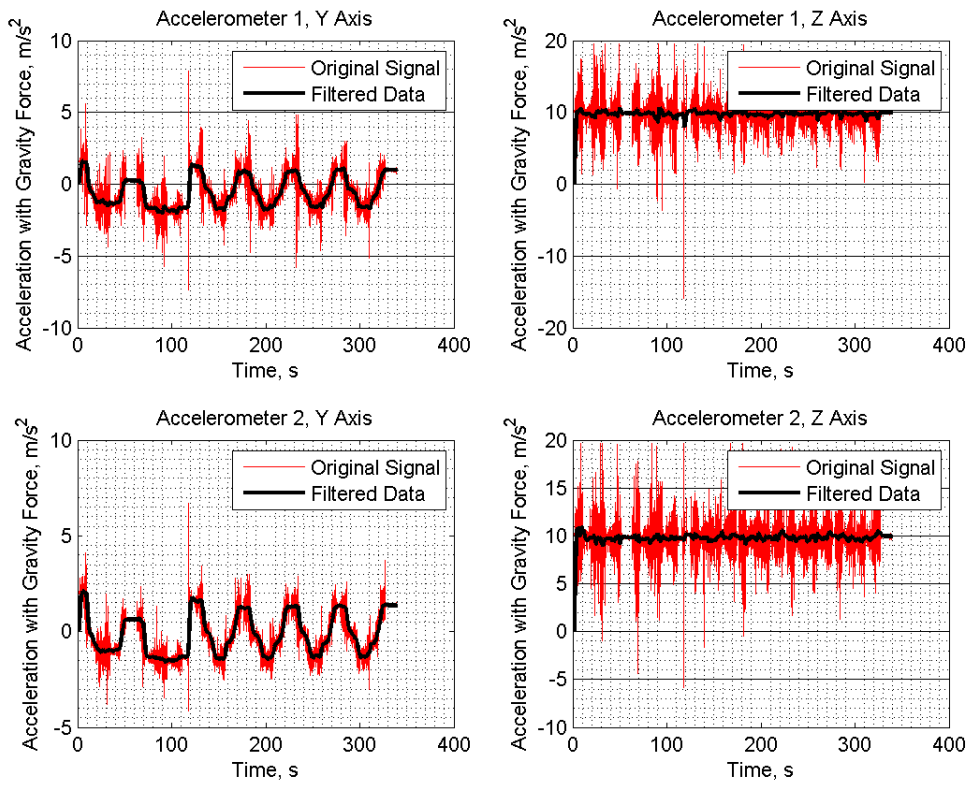 Accelerometer 1, Y Axis
Acceleration with Gravity Force, m/s²
10
5
0
-5
-10
Original Signal
Filtered Data
0
100
200
300
400
Time, s
Accelerometer 1, Z Axis
Acceleration with Gravity Force, m/s²
20
10
0
-10
-20
Original Signal
Filtered Data
0
100
200
300
400
Time, s
Accelerometer 2, Y Axis
Acceleration with Gravity Force, m/s²
10
5
0
-5
Original Signal
Filtered Data
0
100
200
300
400
Time, s
Accelerometer 2, Z Axis
Acceleration with Gravity Force, m/s²
20
15
10
5
0
-5
-10
Original Signal
Filtered Data
0
100
200
300
400
Time, s